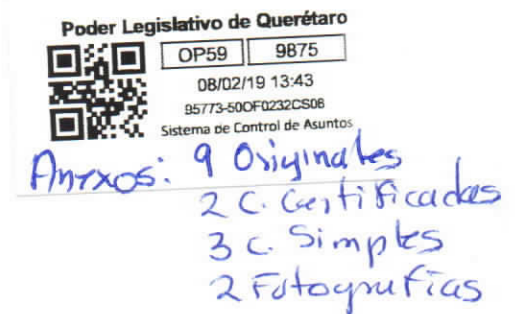 Poder Legislativo de Querétaro
OP59 9875
08/02/19 13:43
95773-50DF0232CS06
Sistema de Control de Asuntos
Anexos: 9 Originales
2 C. Certificadas
3 C. Simples
2 Fotografías